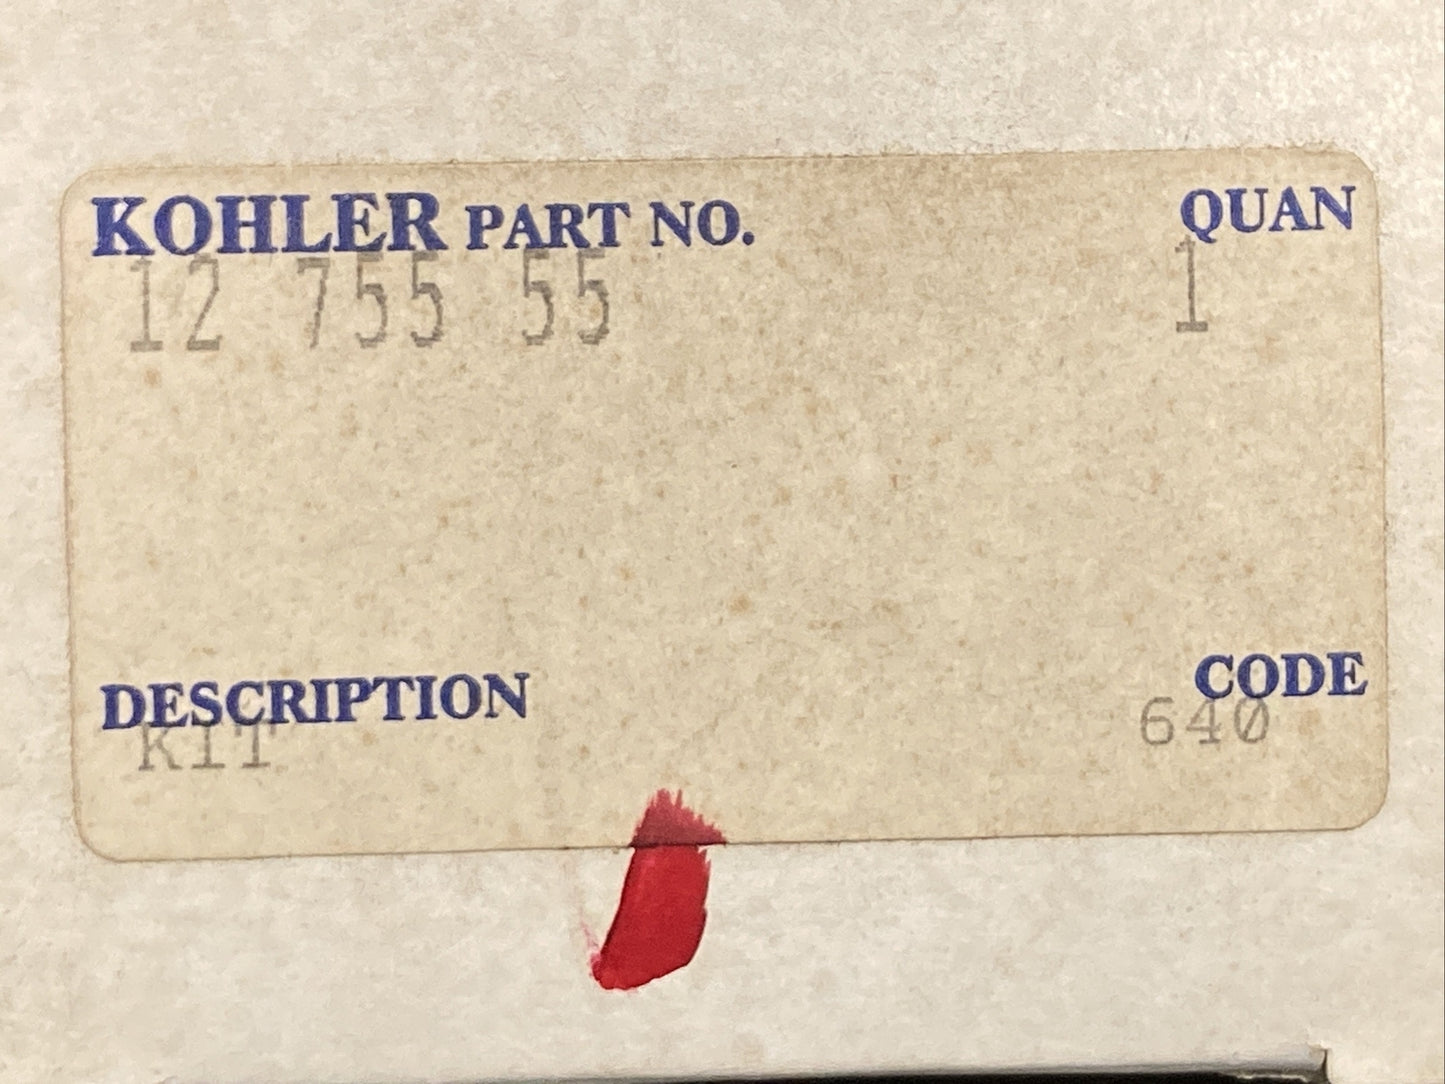 KOHLER PART NO. QUAN
12 755 55 1
DESCRIPTION CODE
KIT 640